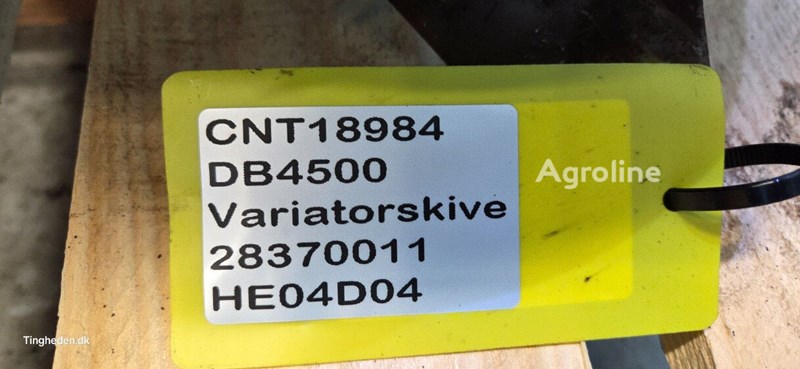 CNT18984
DB4500
Variatorskive
28370011
HE04D04
Agroline
Tingheden.dk